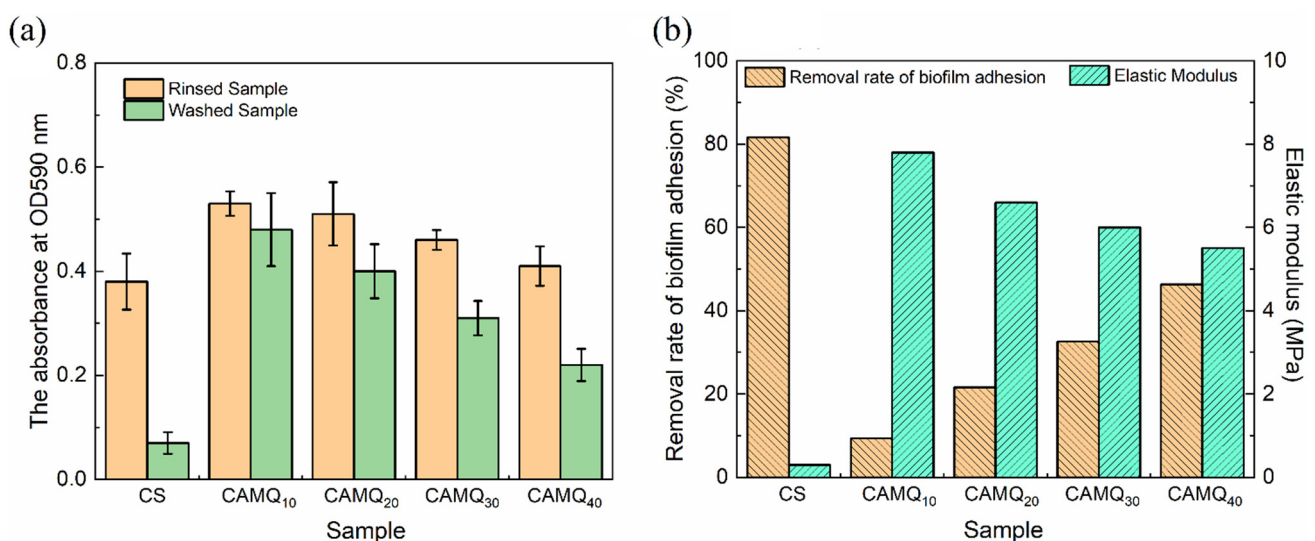 (a)
The absorbance at OD590 nm
0.8
0.6
0.4
0.2
0.0
Rinsed Sample
Washed Sample
CS CAMQ₁₀ CAMQ₂₀ CAMQ₃₀ CAMQ₄₀
Sample
(b)
Removal rate of biofilm adhesion (%)
100
80
60
40
20
0
Removal rate of biofilm adhesion
Elastic Modulus
10
8
6
4
2
0
Elastic modulus (MPa)
CS CAMQ₁₀ CAMQ₂₀ CAMQ₃₀ CAMQ₄₀
Sample